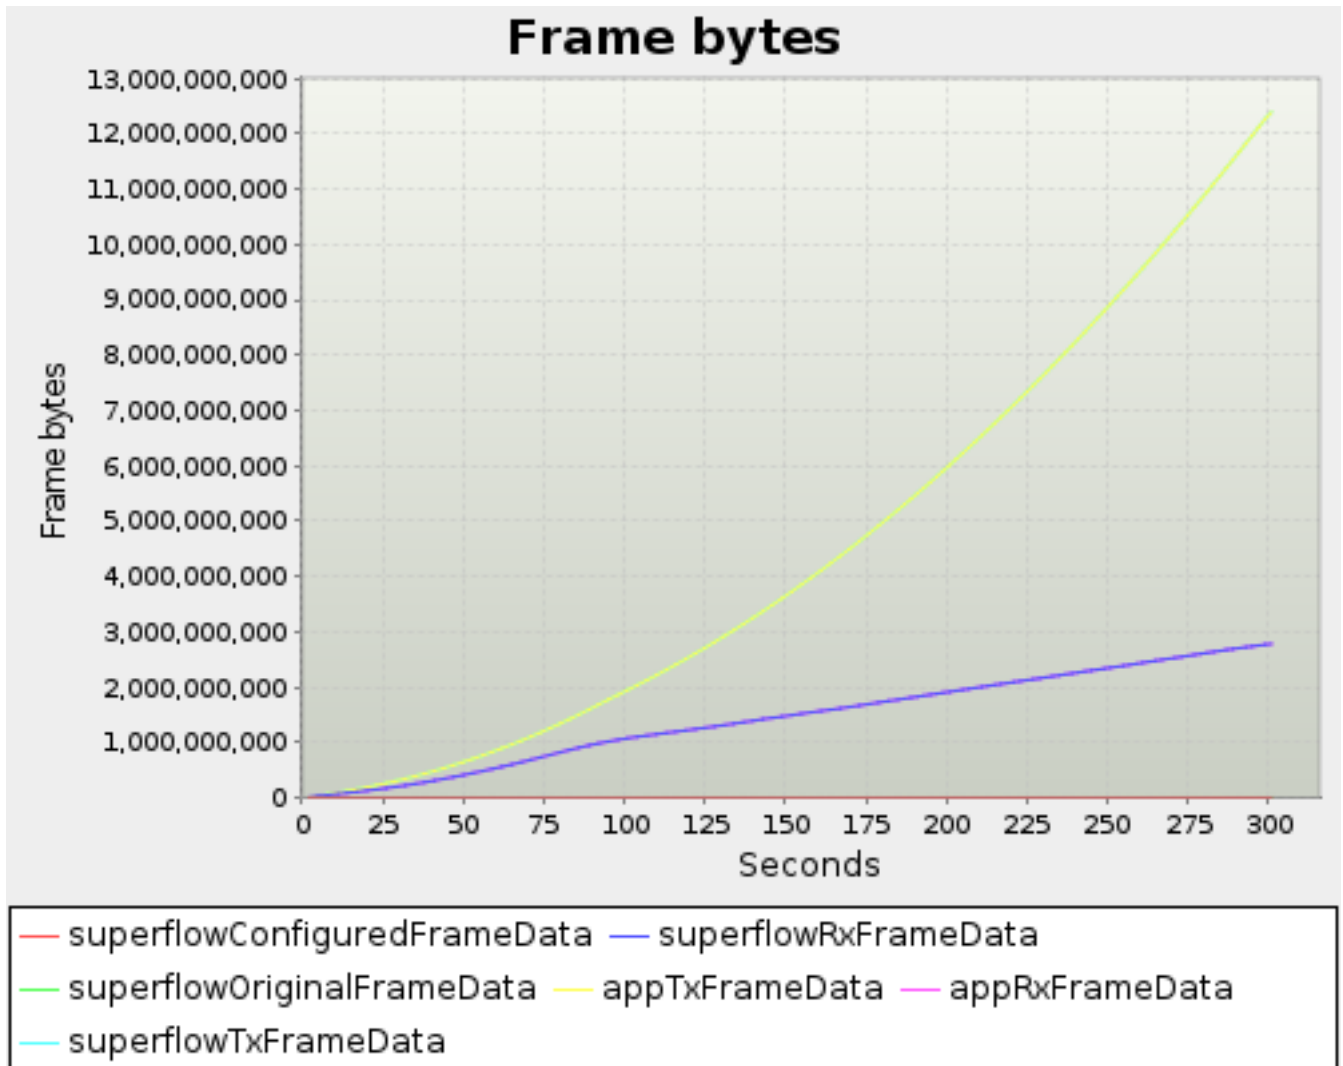 Frame bytes
13,000,000,000
12,000,000,000
11,000,000,000
10,000,000,000
9,000,000,000
8,000,000,000
7,000,000,000
6,000,000,000
5,000,000,000
4,000,000,000
3,000,000,000
2,000,000,000
1,000,000,000
0
Frame bytes
0 25 50 75 100 125 150 175 200 225 250 275 300
Seconds
superflowConfiguredFrameData superflowRxFrameData
superflowOriginalFrameData appTxFrameData appRxFrameData
superflowTxFrameData